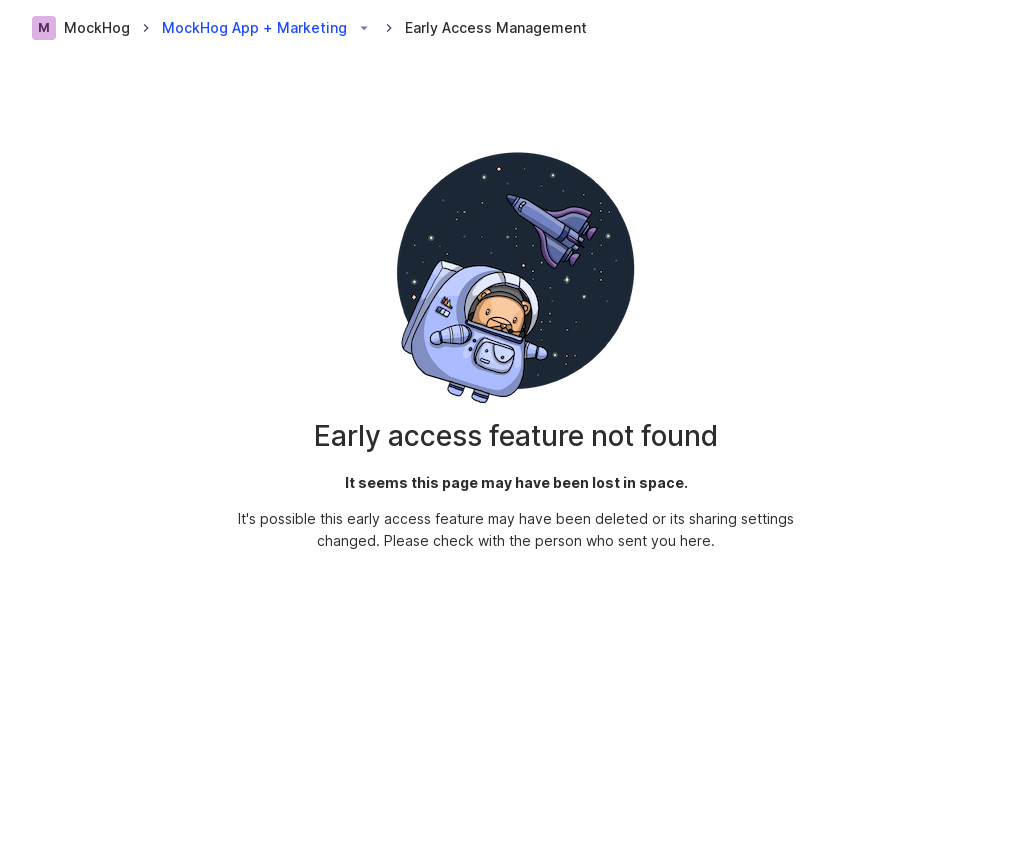 M MockHog MockHog App + Marketing Early Access Management
Early access feature not found
It seems this page may have been lost in space.
It's possible this early access feature may have been deleted or its sharing settings
changed. Please check with the person who sent you here.